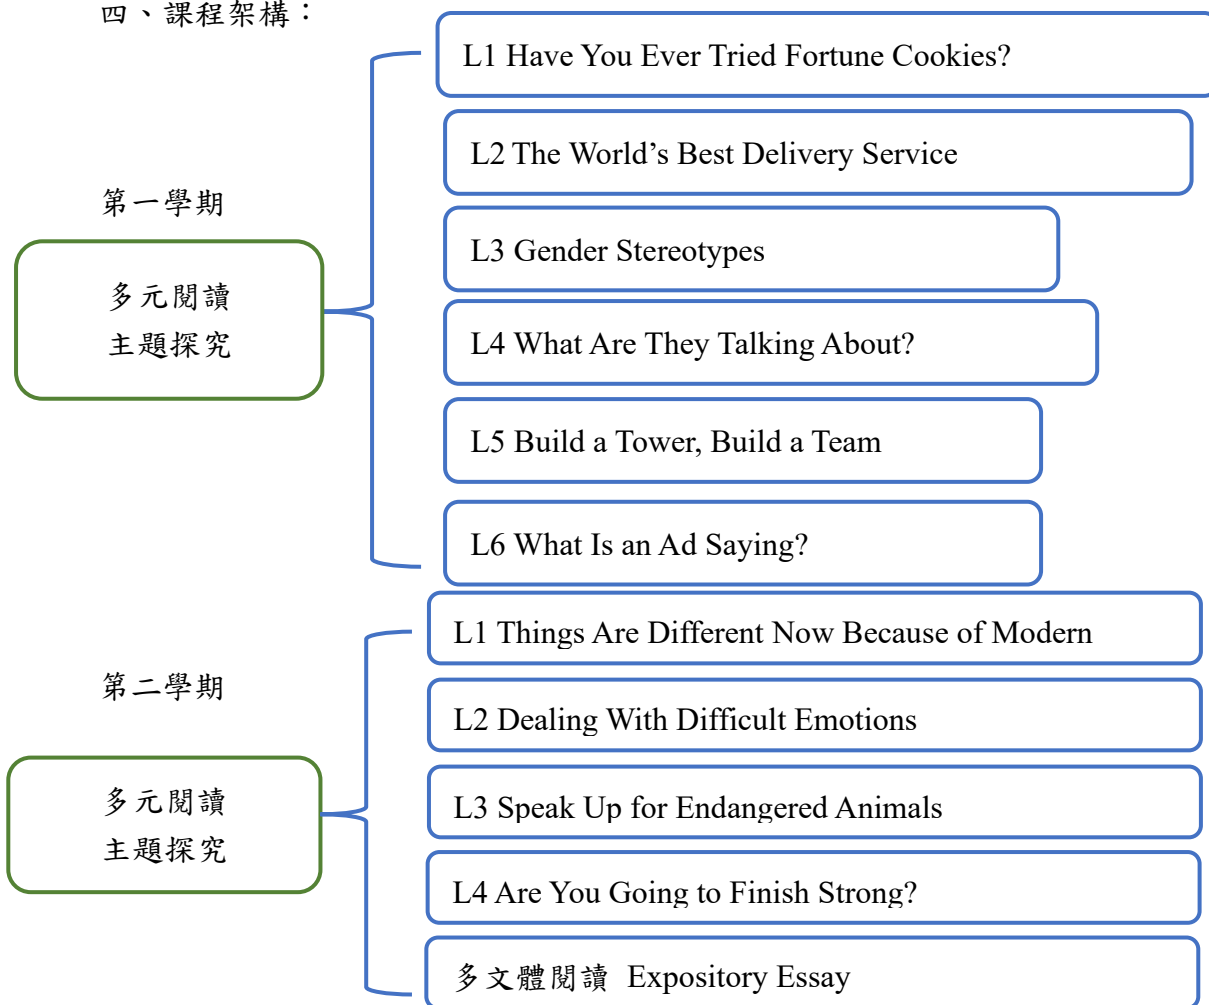 四、課程架構：
第一學期
多元閱讀
主題探究
L1 Have You Ever Tried Fortune Cookies?
L2 The World’s Best Delivery Service
L3 Gender Stereotypes
L4 What Are They Talking About?
L5 Build a Tower, Build a Team
L6 What Is an Ad Saying?
第二學期
多元閱讀
主題探究
L1 Things Are Different Now Because of Modern
L2 Dealing With Difficult Emotions
L3 Speak Up for Endangered Animals
L4 Are You Going to Finish Strong?
多文體閱讀 Expository Essay